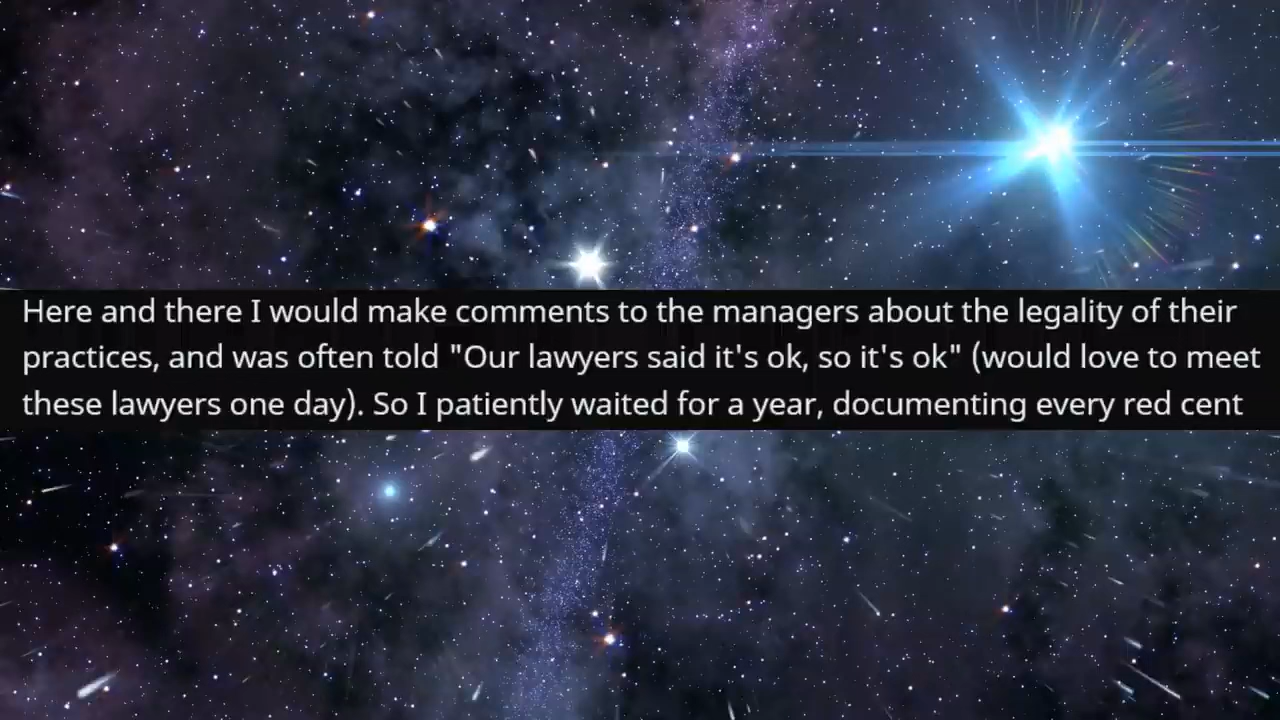 Here and there I would make comments to the managers about the legality of their
practices, and was often told "Our lawyers said it's ok, so it's ok" (would love to meet
these lawyers one day). So I patiently waited for a year, documenting every red cent